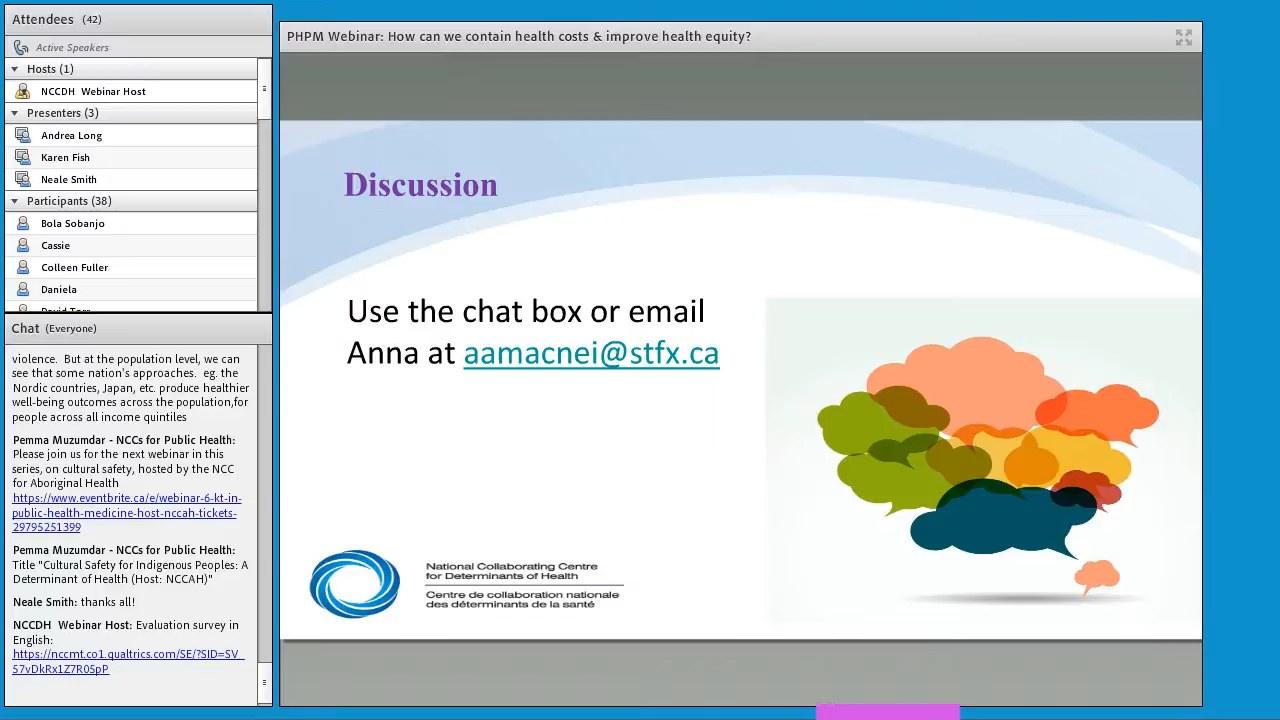 Attendees (42)
Active Speakers
Hosts (1)
NCCDH Webinar Host
Presenters (3)
Andrea Long
Karen Fish
Neale Smith
Participants (38)
Bola Sobanjo
Cassie
Colleen Fuller
Daniela
Chat (Everyone)
violence. But at the population level, we can
see that some nation's approaches. eg. the
Nordic countries, Japan, etc. produce healthier
well-being outcomes across the population,for
people across all income quintiles
Pemma Muzumdar - NCCs for Public Health:
Please join us for the next webinar in this
series, on cultural safety, hosted by the NCC
for Aboriginal Health
https://www.eventbrite.ca/e/webinar-6-kt-in-
public-health-medicine-host-nccah-tickets-
29795251399
Pemma Muzumdar - NCCs for Public Health:
Title "Cultural Safety for Indigenous Peoples: A
Determinant of Health (Host: NCCAH)"
Neale Smith: thanks all!
NCCDH Webinar Host: Evaluation survey in
English:
https://nccmt.co1.qualtrics.com/SE/?SID=SV_
57vDkRx1Z7R05pP
PHPM Webinar: How can we contain health costs & improve health equity?
Discussion
Use the chat box or email
Anna at aamacnei@stfx.ca
National Collaborating Centre
for Determinants of Health
Centre de collaboration nationale
des déterminants de la santé